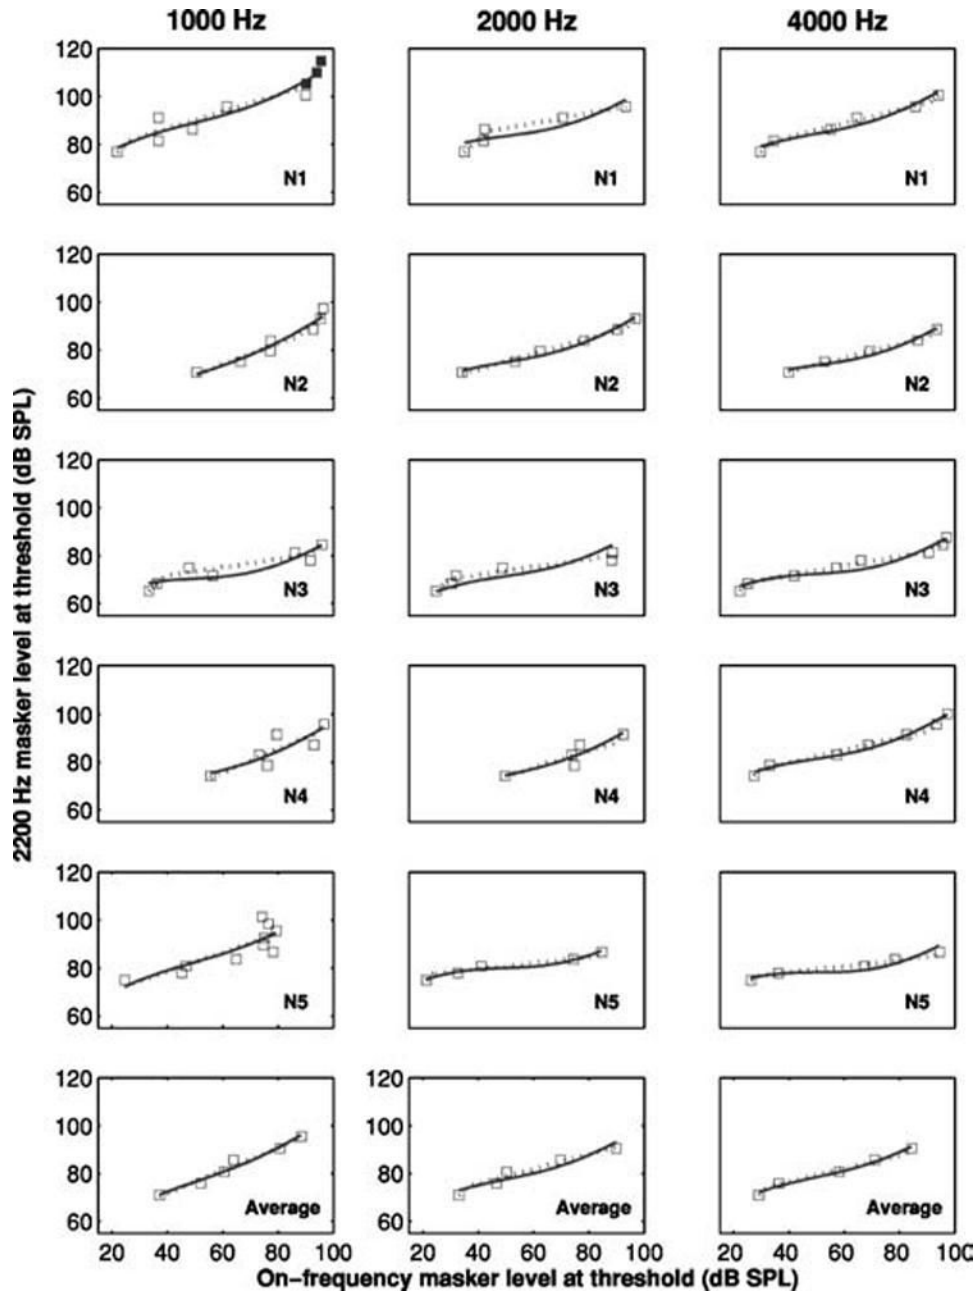 1000 Hz 2000 Hz 4000 Hz
120
100
80
60
N1 N1 N1
120
100
80
60
N2 N2 N2
120
100
80
60
N3 N3 N3
120
100
80
60
N4 N4 N4
120
100
80
60
N5 N5 N5
120 120
100 100
80 80
60 60
Average Average Average
20 40 60 80 100 20 40 60 80 100 20 40 60 80 100
On-frequency masker level at threshold (dB SPL)
2200 Hz masker level at threshold (dB SPL)